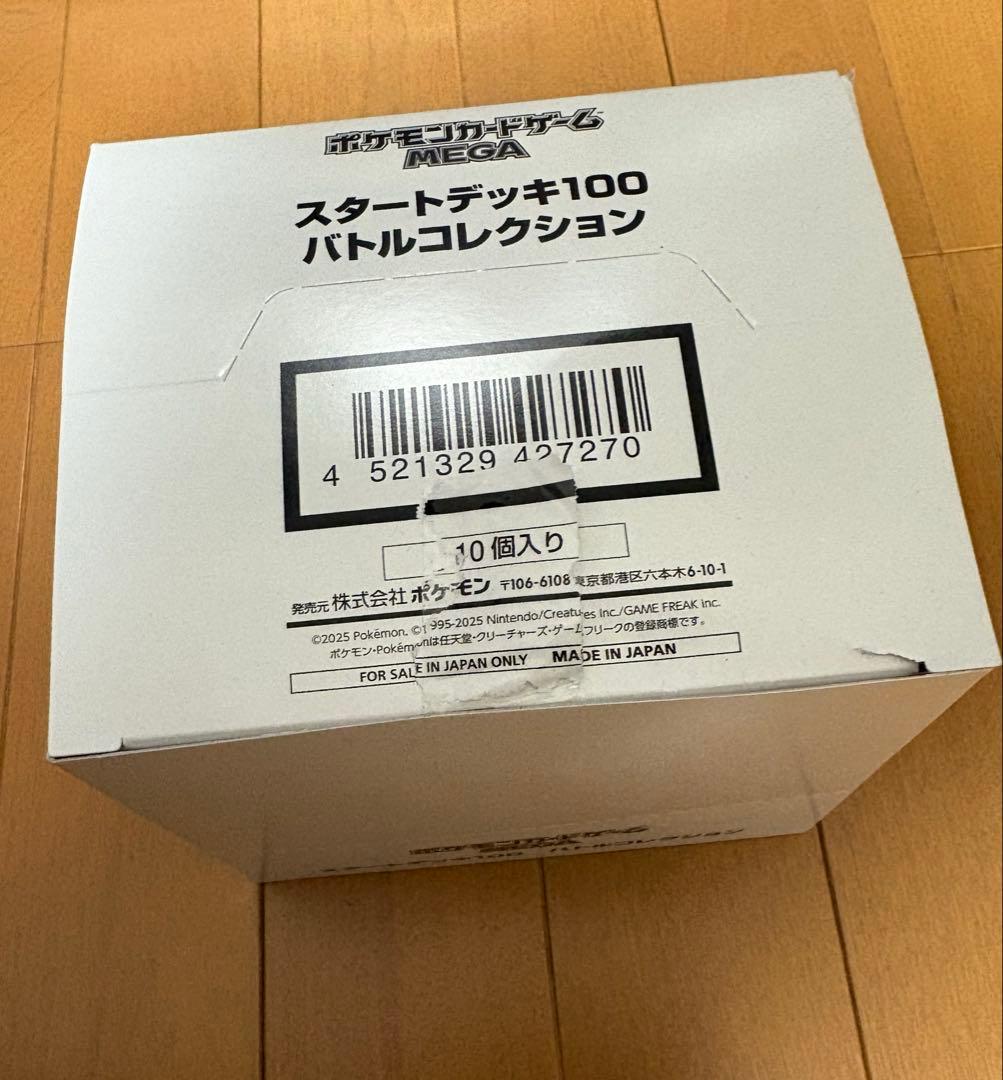 ポケモンカードゲーム
MEGA
スタートデッキ100
バトルコレクション
4 521329 427270
10個入り
発売元 株式会社ポケモン 〒106-6108 東京都港区六本木6-10-1
©2025 Pokémon. ©1995-2025 Nintendo/Creatures Inc./GAME FREAK inc.
ポケモン・Pokémonは任天堂・クリーチャーズ・ゲームフリークの登録商標です。
FOR SALE IN JAPAN ONLY MADE IN JAPAN